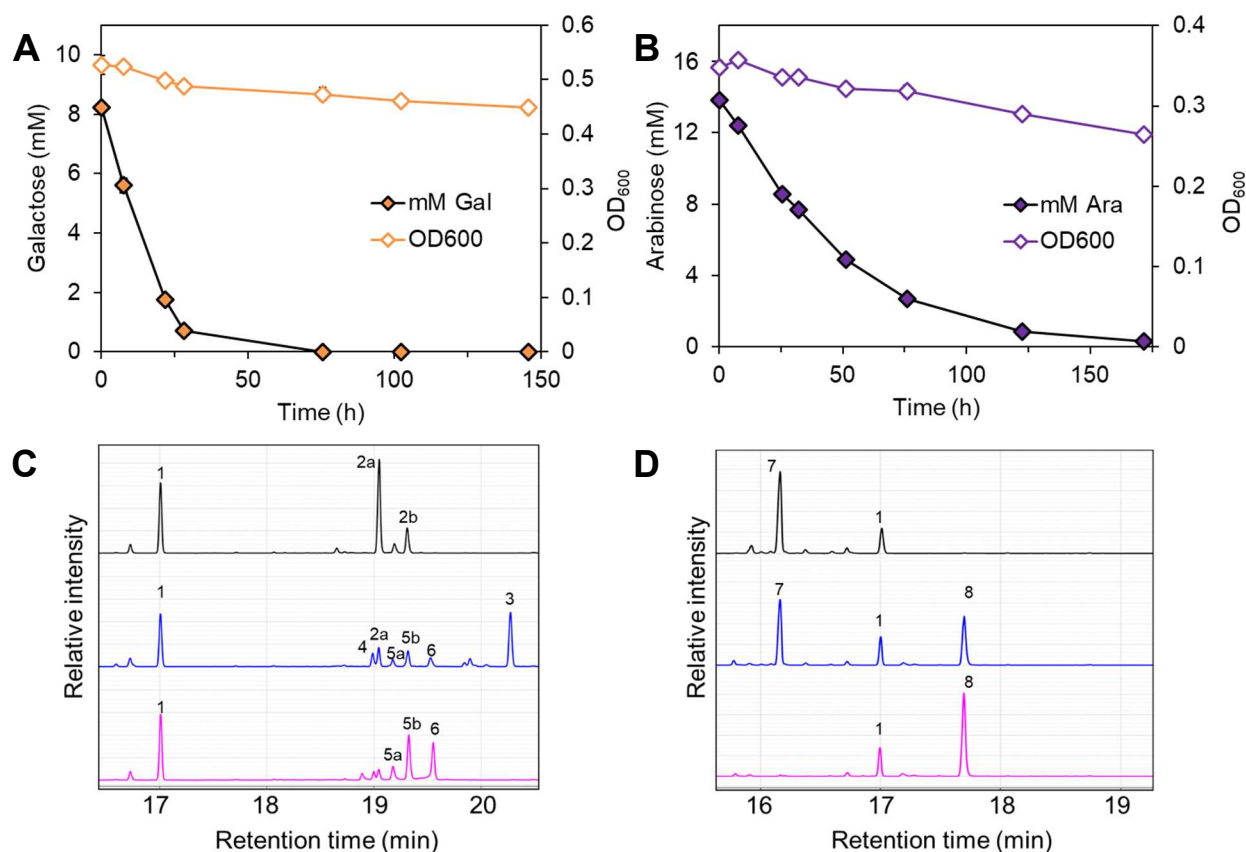 A
10
8
6
4
2
0
Galactose (mM)
0.6
0.5
0.4
0.3
0.2
0.1
0
OD600
mM Gal
OD600
0
50
100
150
Time (h)
B
16
12
8
4
0
Arabinose (mM)
0.4
0.3
0.2
0.1
0
OD600
mM Ara
OD600
0
50
100
150
Time (h)
C
Relative intensity
1
2a
2b
1
4
2a
5a
5b
6
3
1
5a
5b
6
17
18
19
20
Retention time (min)
D
Relative intensity
7
1
7
1
8
1
8
16
17
18
19
Retention time (min)